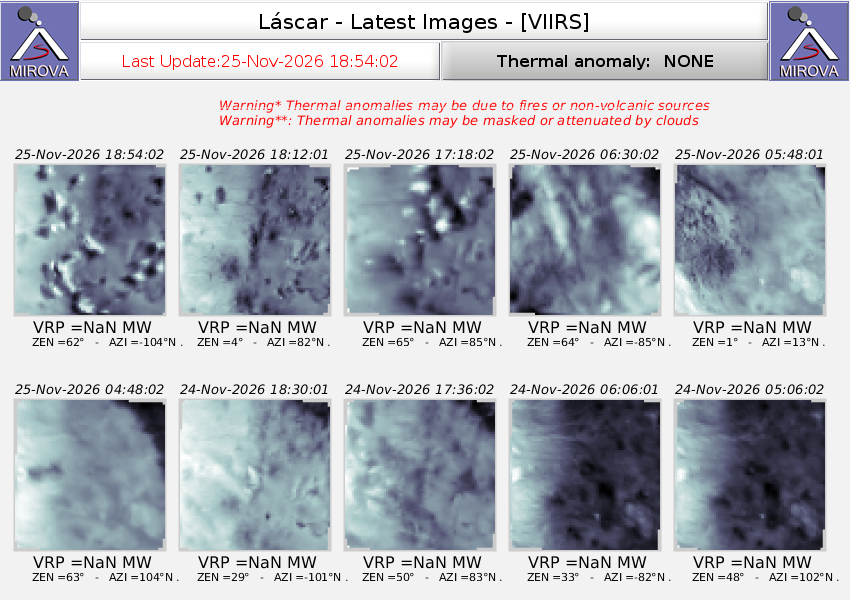 Láscar - Latest Images - [VIIRS]
MIROVA
Last Update:25-Nov-2026 18:54:02
Thermal anomaly: NONE
MIROVA
Warning* Thermal anomalies may be due to fires or non-volcanic sources
Warning**: Thermal anomalies may be masked or attenuated by clouds
25-Nov-2026 18:54:02
25-Nov-2026 18:12:01
25-Nov-2026 17:18:02
25-Nov-2026 06:30:02
25-Nov-2026 05:48:01
VRP =NaN MW
VRP =NaN MW
VRP =NaN MW
VRP =NaN MW
VRP =NaN MW
ZEN =62° - AZI =-104°N .
ZEN =4° - AZI =82°N .
ZEN =65° - AZI =85°N .
ZEN =64° - AZI =-85°N .
ZEN =1° - AZI =13°N .
25-Nov-2026 04:48:02
24-Nov-2026 18:30:01
24-Nov-2026 17:36:02
24-Nov-2026 06:06:01
24-Nov-2026 05:06:02
VRP =NaN MW
VRP =NaN MW
VRP =NaN MW
VRP =NaN MW
VRP =NaN MW
ZEN =63° - AZI =104°N .
ZEN =29° - AZI =-101°N .
ZEN =50° - AZI =83°N .
ZEN =33° - AZI =-82°N .
ZEN =48° - AZI =102°N .